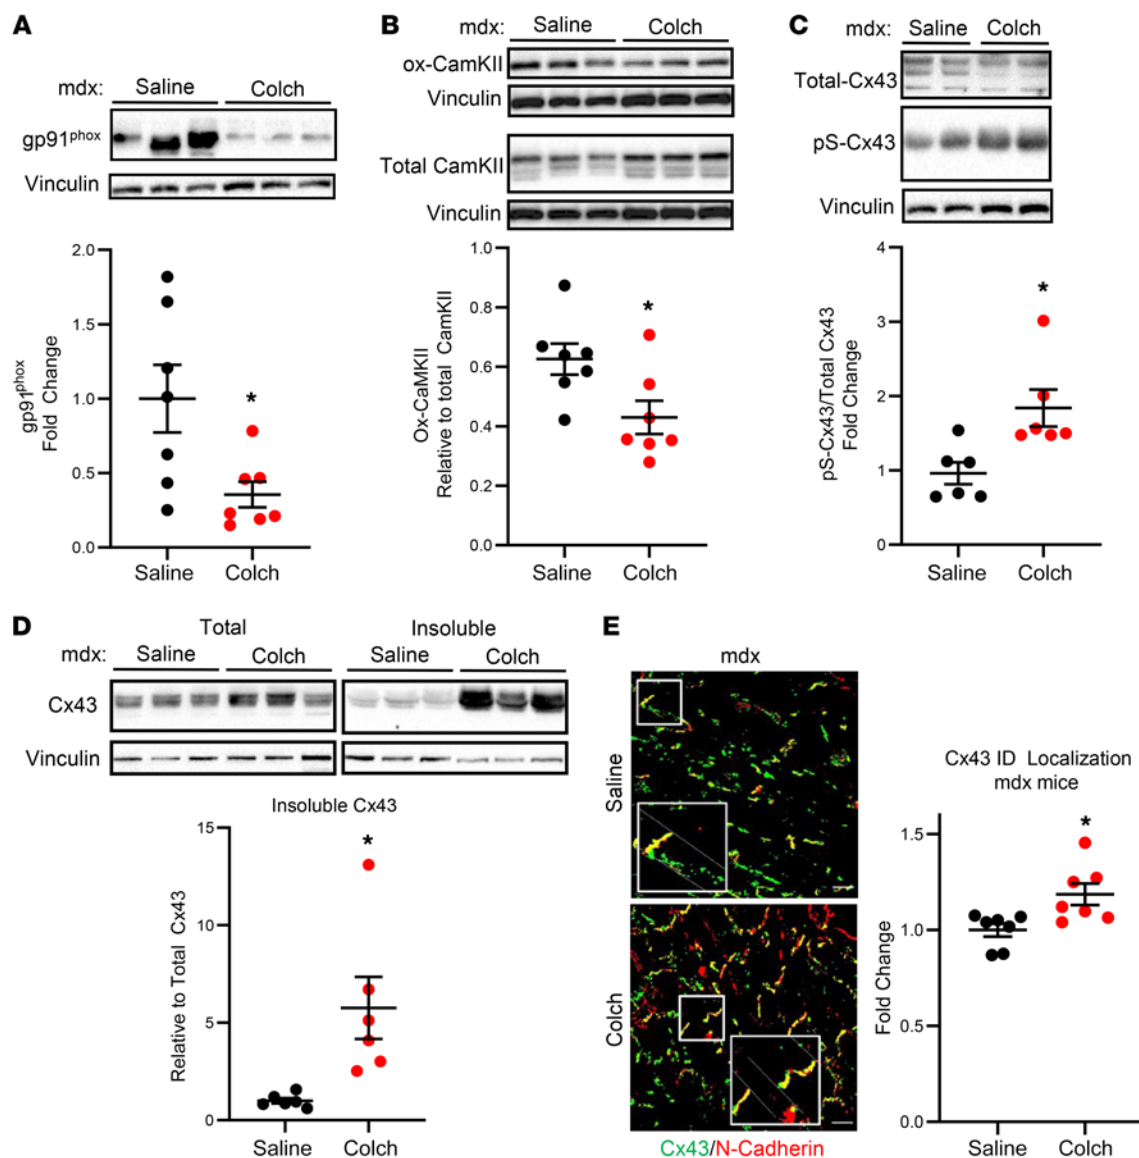 A
mdx: Saline Colch
gp91phox
Vinculin
2.0
1.5
1.0
0.5
0.0
gp91phox
Fold Change
*
Saline Colch
B
mdx: Saline Colch
ox-CamKII
Vinculin
Total CamKII
Vinculin
1.0
0.8
0.6
0.4
0.2
0.0
Ox-CaMKII
Relative to total CamKII
*
Saline Colch
C
mdx: Saline Colch
Total-Cx43
pS-Cx43
Vinculin
4
3
2
1
0
pS-Cx43/Total Cx43
Fold Change
*
Saline Colch
D
Total Insoluble
mdx: Saline Colch Saline Colch
Cx43
Vinculin
Insoluble Cx43
15
10
5
0
Relative to Total Cx43
*
Saline Colch
E
mdx
Saline
Colch
Cx43/N-Cadherin
Cx43 ID Localization
mdx mice
1.5
1.0
0.5
0.0
Fold Change
*
Saline Colch